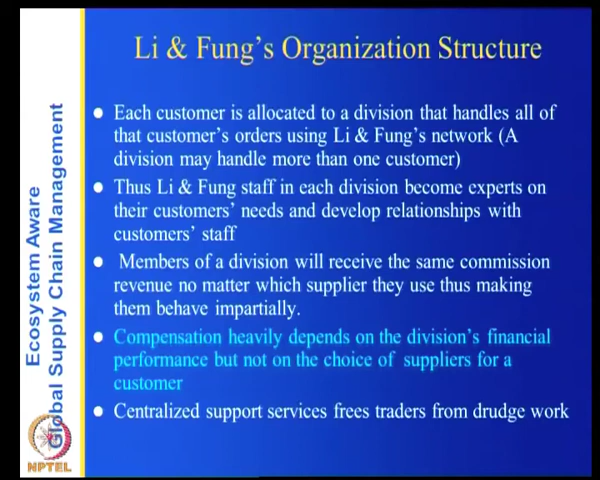 Li & Fung's Organization Structure
Each customer is allocated to a division that handles all of
that customer's orders using Li & Fung's network (A
division may handle more than one customer)
Thus Li & Fung staff in each division become experts on
their customers' needs and develop relationships with
customers' staff
Members of a division will receive the same commission
revenue no matter which supplier they use thus making
them behave impartially.
Compensation heavily depends on the division's financial
performance but not on the choice of suppliers for a
customer
Centralized support services frees traders from drudge work
Ecosystem Aware
Global Supply Chain Management
NPTEL